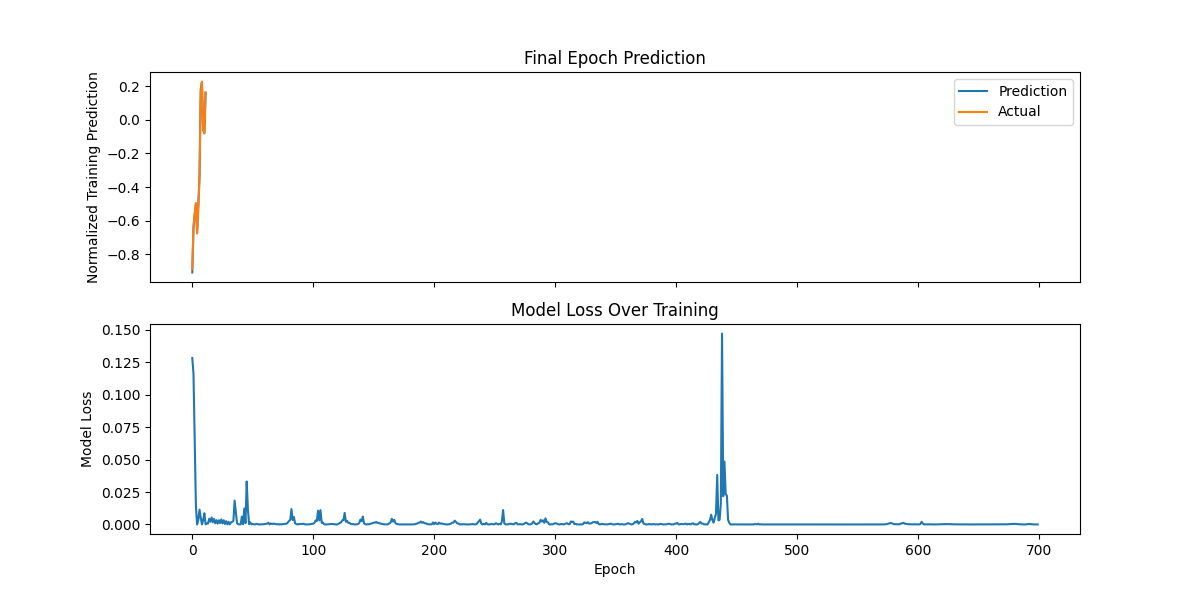 Final Epoch Prediction
Normalized Training Prediction
0.2
0.0
−0.2
−0.4
−0.6
−0.8
Prediction
Actual
Model Loss Over Training
Model Loss
0.150
0.125
0.100
0.075
0.050
0.025
0.000
0 100 200 300 400 500 600 700
Epoch